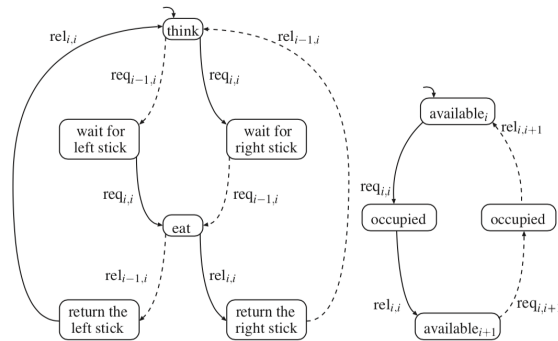 think
rel_{i,i}
rel_{i−1,i}
req_{i−1,i}
req_{i,i}
wait for
left stick
wait for
right stick
req_{i,i}
req_{i−1,i}
eat
rel_{i−1,i}
rel_{i,i}
return the
left stick
return the
right stick
available_i
rel_{i,i+1}
req_{i,i}
occupied
occupied
rel_{i,i}
req_{i,i+1}
available_{i+1}